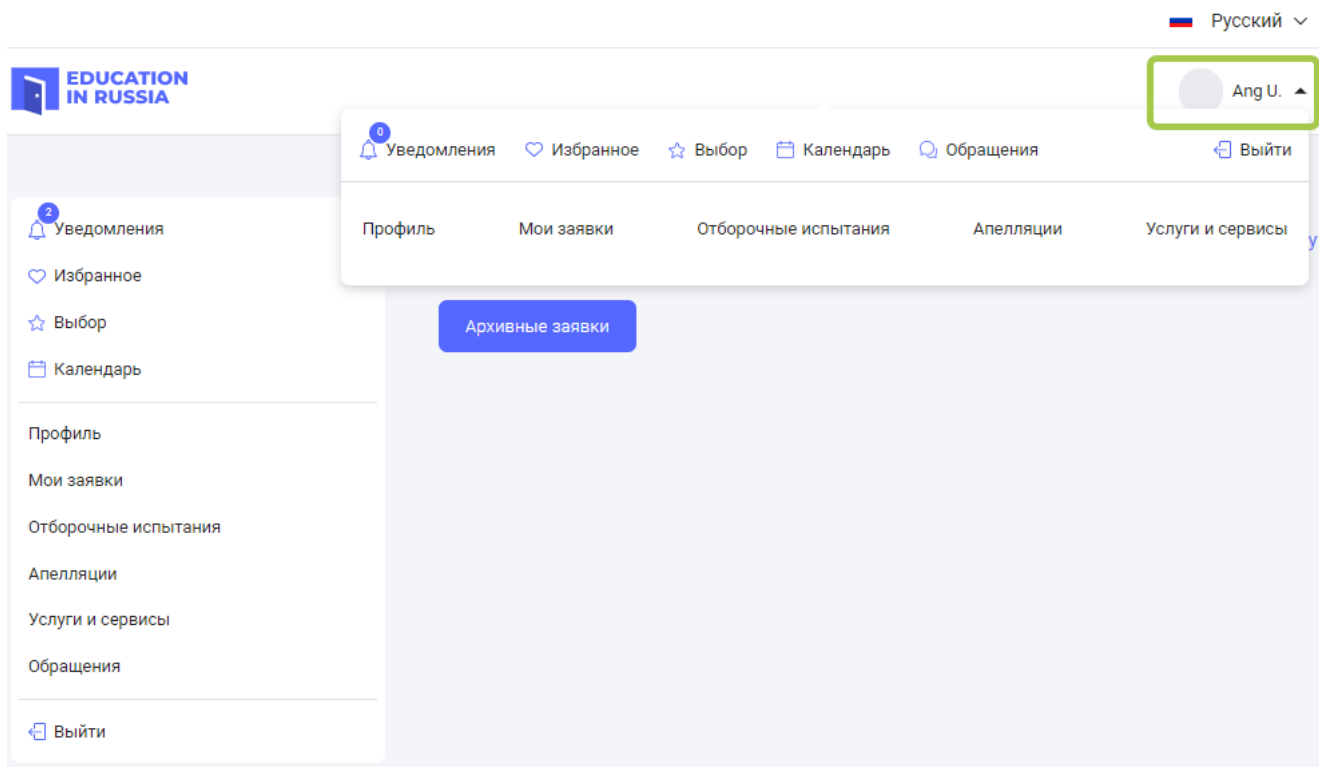 Русский
EDUCATION
IN RUSSIA
Ang U.
0
Уведомления Избранное Выбор Календарь Обращения Выйти
Профиль Мои заявки Отборочные испытания Апелляции Услуги и сервисы
у
Архивные заявки
2
Уведомления
Избранное
Выбор
Календарь
Профиль
Мои заявки
Отборочные испытания
Апелляции
Услуги и сервисы
Обращения
Выйти